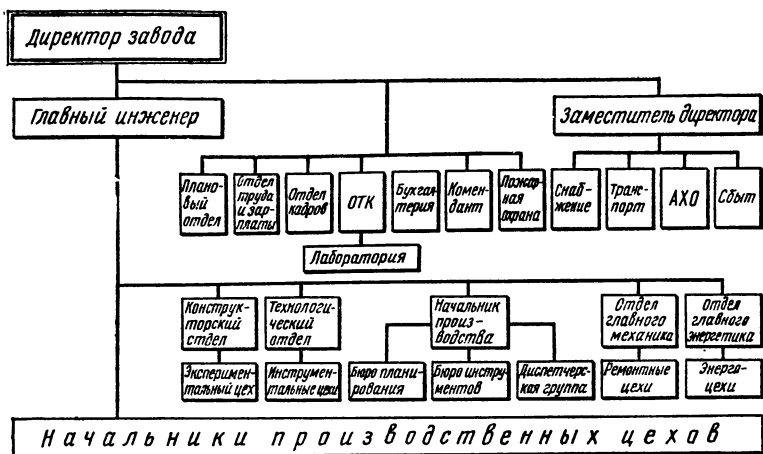 Директор завода
Главный инженер
Заместитель директора
Плано-
вый
отдел
Отдел
труда
и зар-
платы
Отдел
кадров
ОТК
Бухгал-
терия
Комен-
дант
Пожар-
ная
охрана
Снаб-
жение
Транс-
порт
АХО
Сбыт
Лаборатория
Конструк-
торский
отдел
Технологи-
ческий
отдел
Начальник
произ-
водства
Отдел
главного
механика
Отдел
главного
энергетика
Эксперимен-
тальный цех
Инструмен-
тальные цехи
Бюро плани-
рования
Бюро инстру-
ментов
Диспетчерс-
кая группа
Ремонтные
цехи
Энерго-
цехи
Начальники производственных цехов